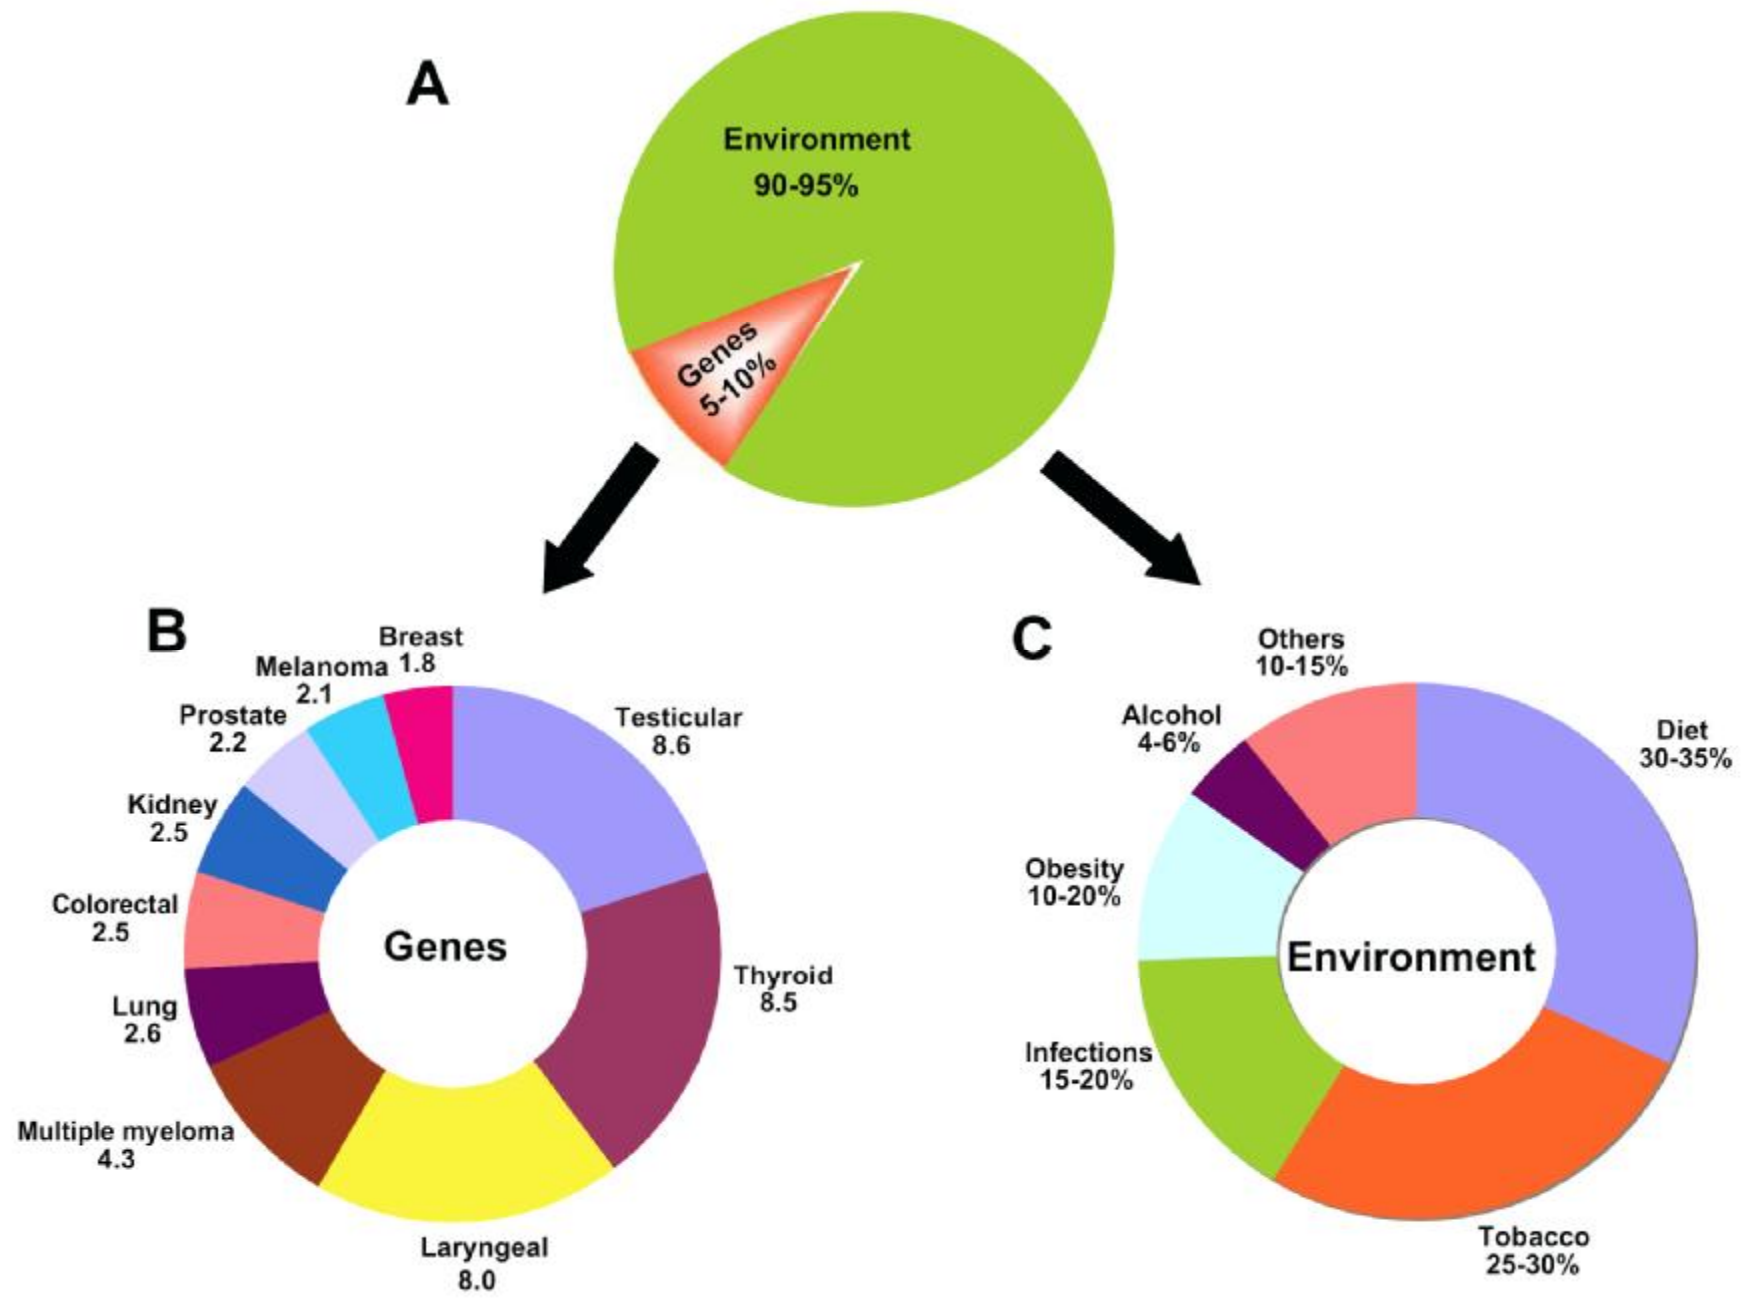 A
Environment
90-95%
Genes
5-10%
B
Breast
1.8
Melanoma
2.1
Prostate
2.2
Kidney
2.5
Colorectal
2.5
Lung
2.6
Multiple myeloma
4.3
Laryngeal
8.0
Thyroid
8.5
Testicular
8.6
Genes
C
Others
10-15%
Alcohol
4-6%
Obesity
10-20%
Infections
15-20%
Tobacco
25-30%
Diet
30-35%
Environment